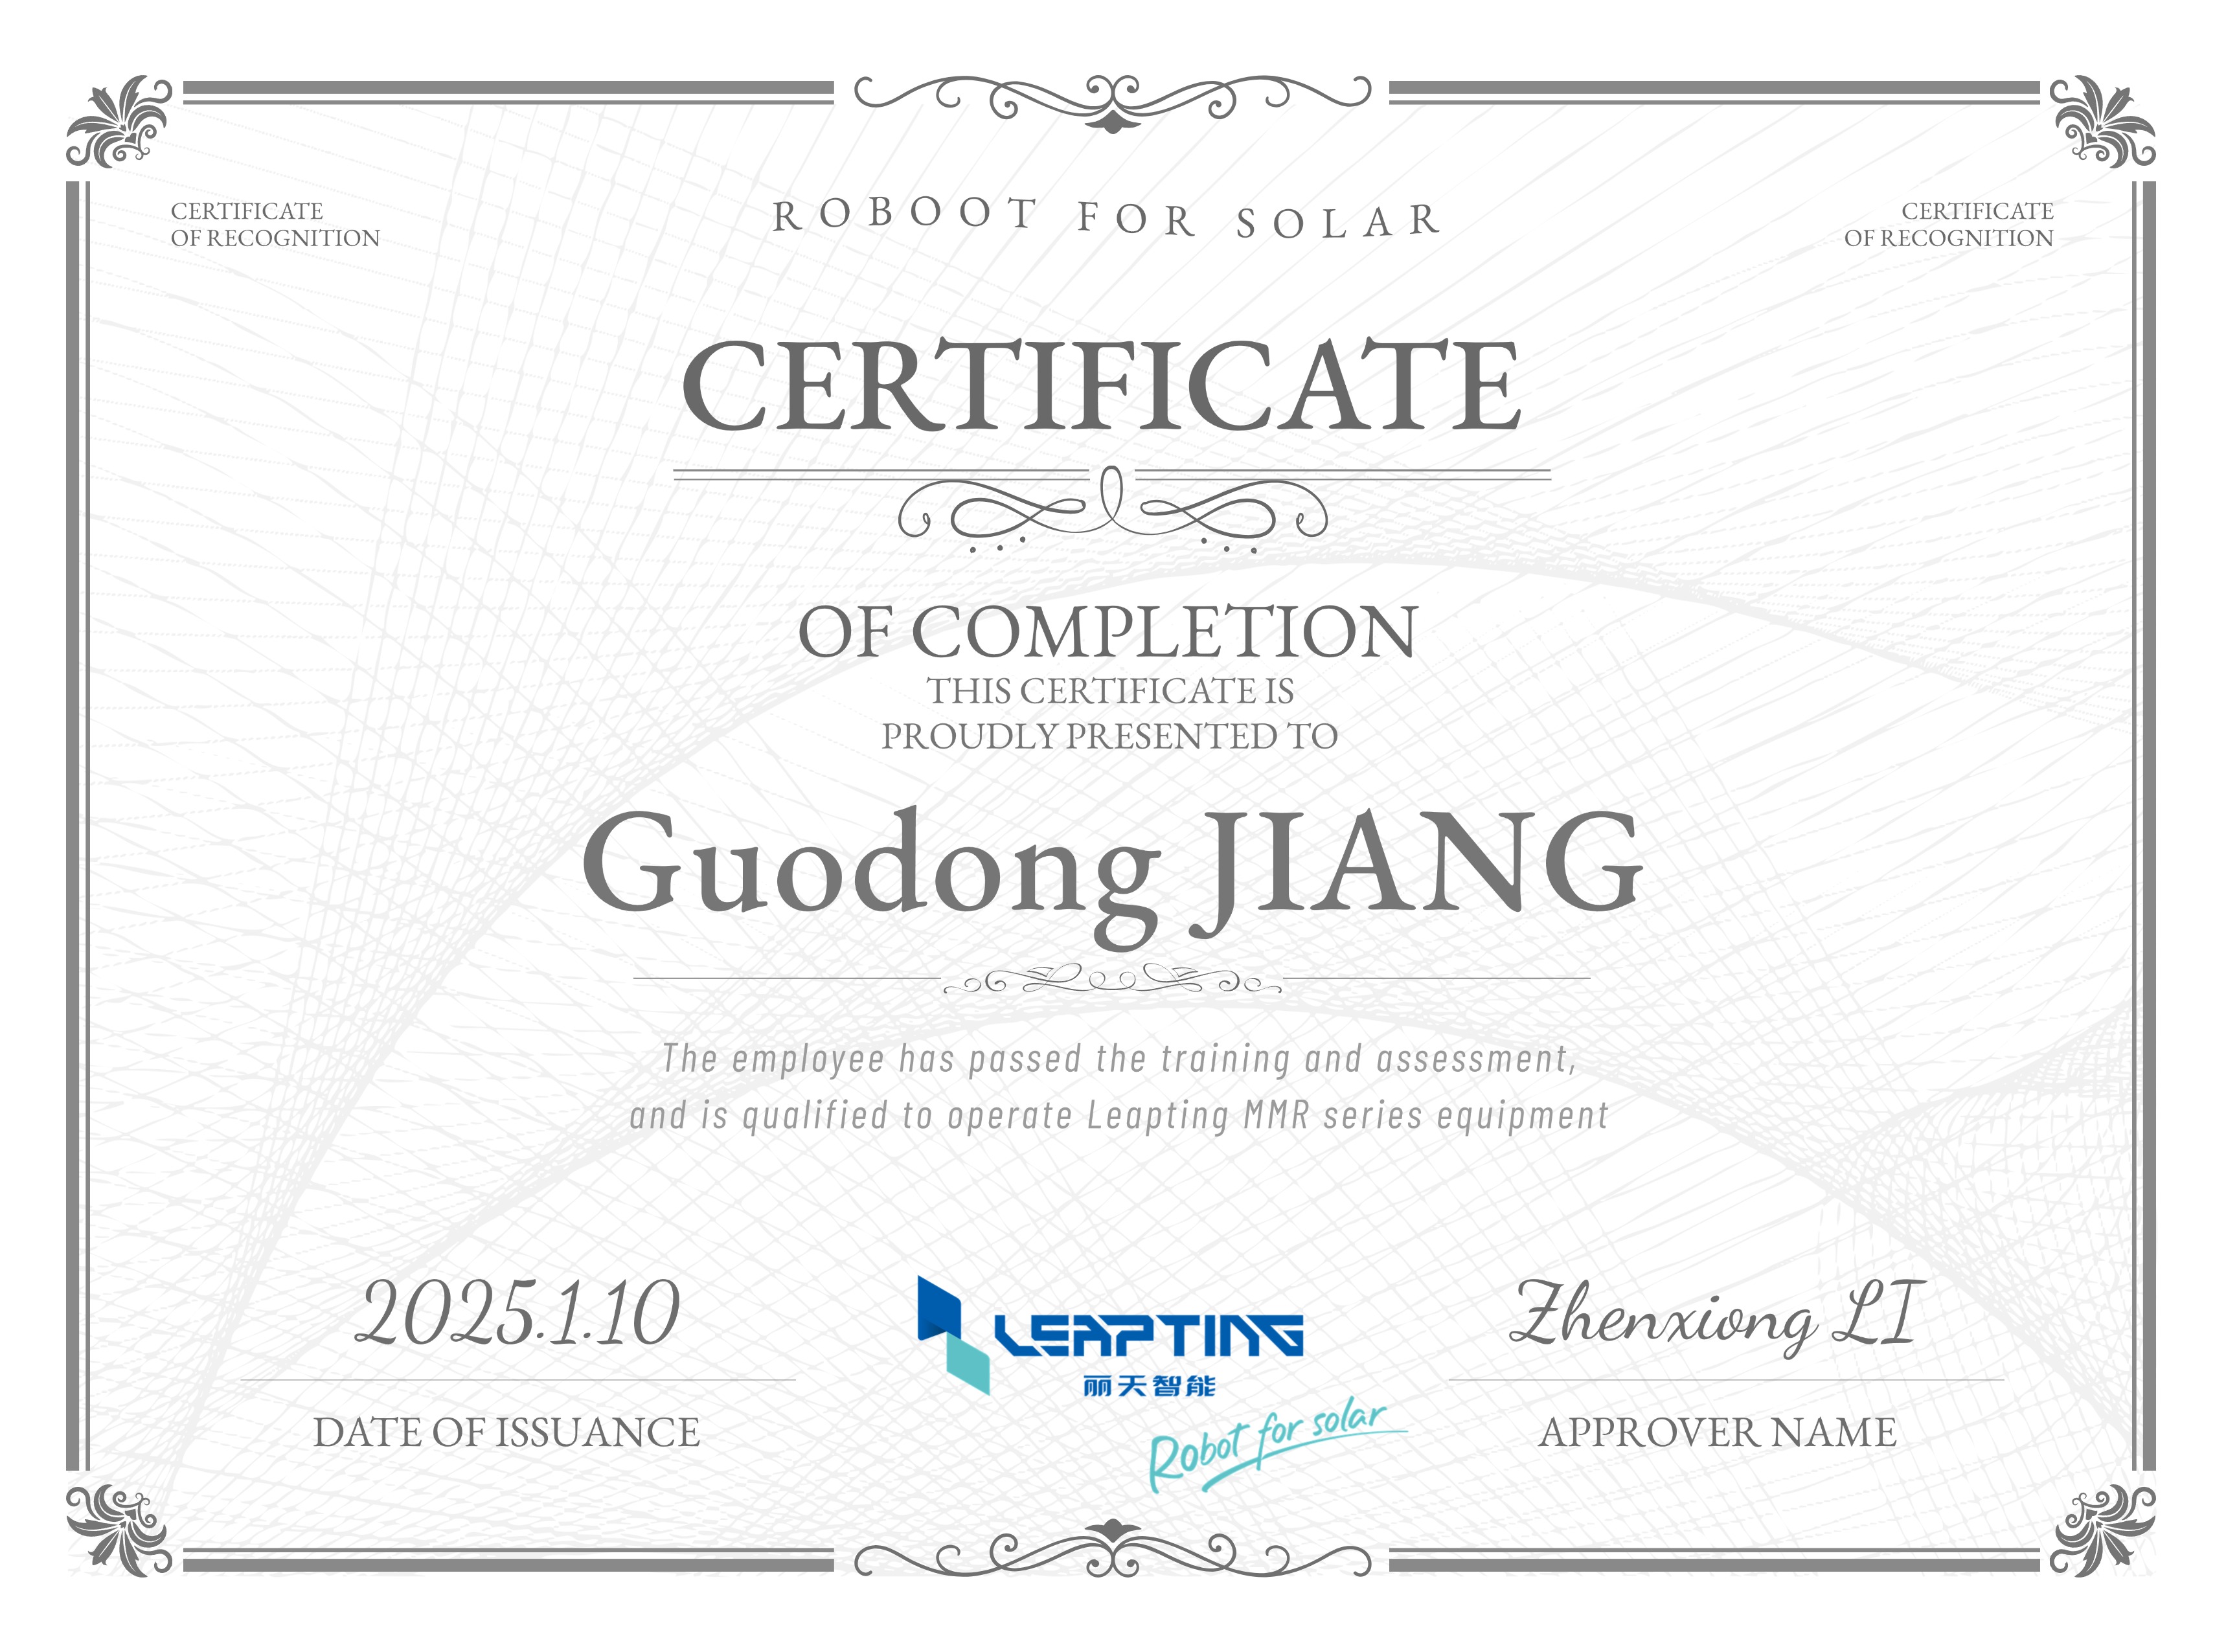 CERTIFICATE
OF RECOGNITION
ROBOOT FOR SOLAR
CERTIFICATE
OF RECOGNITION
CERTIFICATE
OF COMPLETION
THIS CERTIFICATE IS
PROUDLY PRESENTED TO
Guodong JIANG
The employee has passed the training and assessment,
and is qualified to operate Leapting MMR series equipment
2025.1.10
DATE OF ISSUANCE
LEAPTING
丽天智能
Robot for solar
Zhenxiong LI
APPROVER NAME